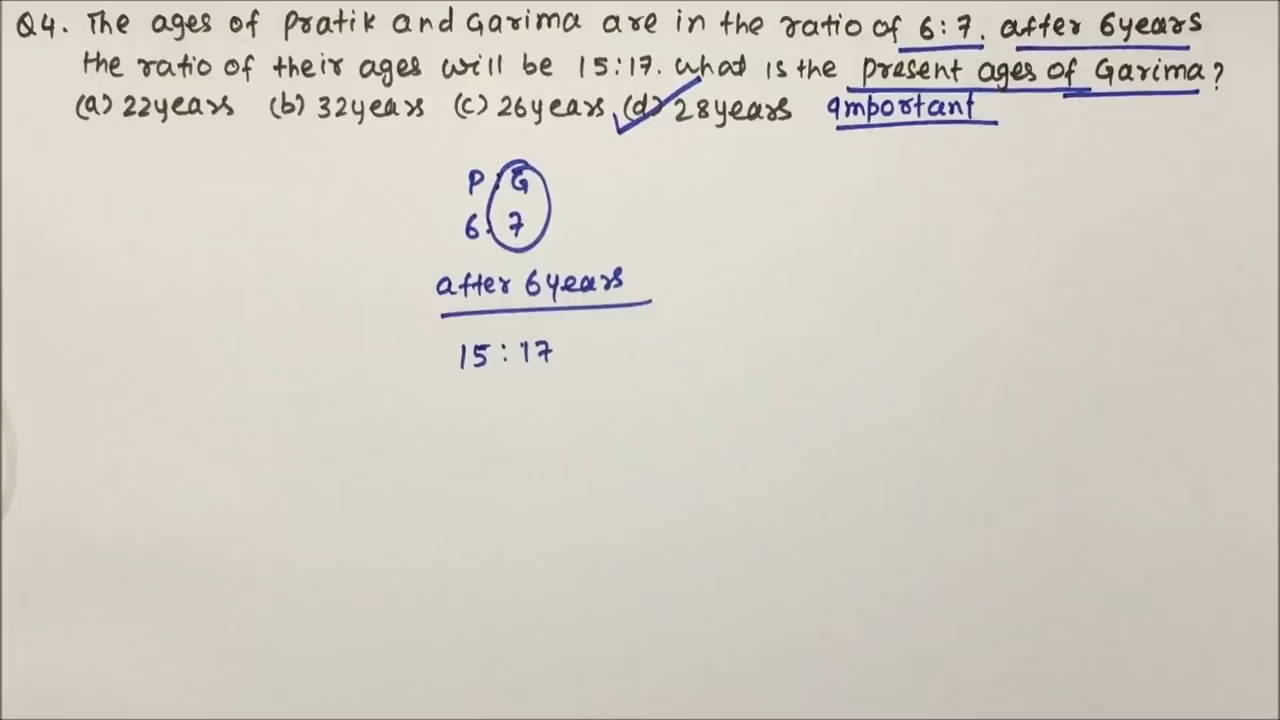 Q4. The ages of Pratik and Garima are in the ratio of 6:7. after 6years
the ratio of their ages will be 15:17. what is the present ages of Garima?
(a) 22years (b) 32years (c) 26years (d) 28years Important
P : G
6 : 7
after 6years
15 : 17